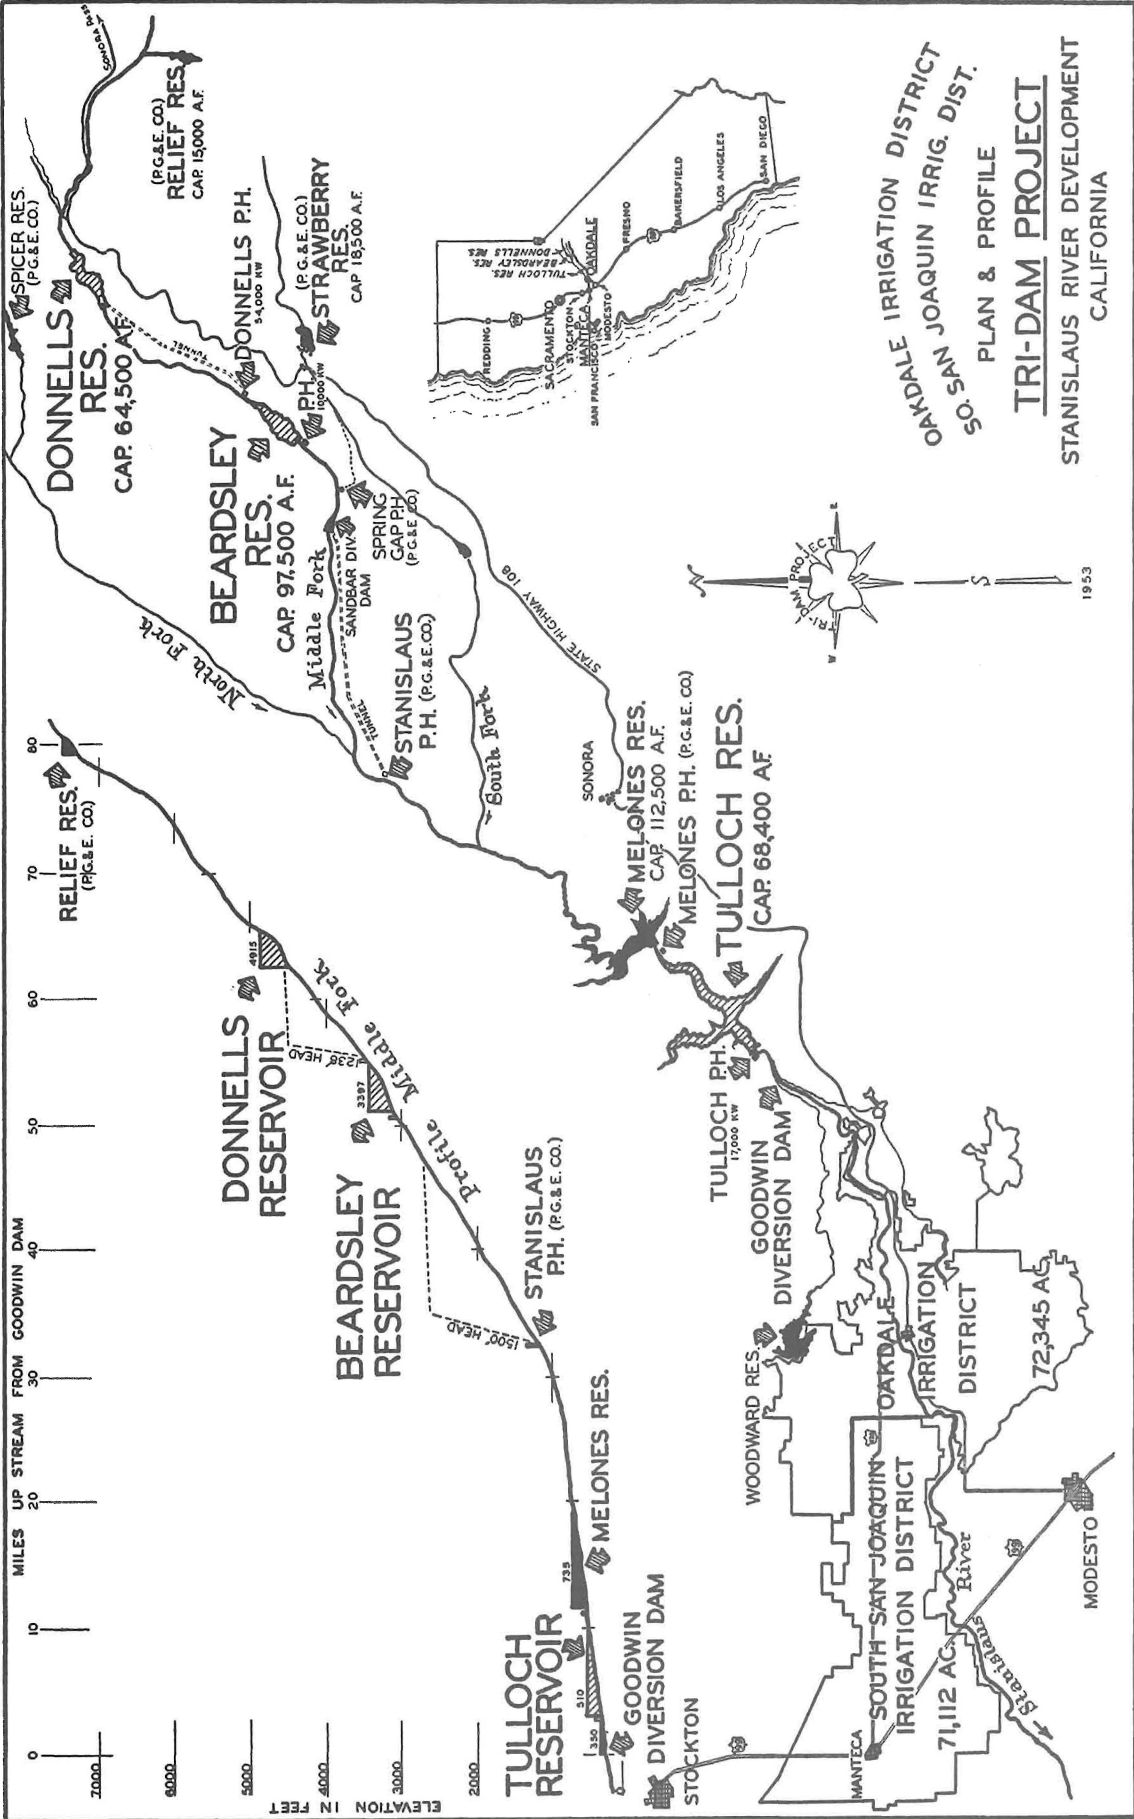 MILES UP STREAM FROM GOODWIN DAM
0
10
20
30
40
50
60
70
80
ELEVATION IN FEET
7000
6000
5000
4000
3000
2000
RELIEF RES.
(P.G.& E. CO.)
4915
DONNELLS
RESERVOIR
1238' HEAD
3397
BEARDSLEY
RESERVOIR
Profile Middle Fork
1500' HEAD
STANISLAUS
P.H. (P.G.& E. CO.)
735
MELONES RES.
TULLOCH
RESERVOIR
510
350
GOODWIN
DIVERSION DAM
SONORA PASS
(P.G.& E. CO.)
RELIEF RES.
CAP. 15,000 A.F.
SPICER RES.
(P.G.& E. CO.)
DONNELLS
RES.
CAP. 64,500 A.F.
TUNNEL
DONNELLS P.H.
54,000 KW
(P.G.& E. CO.)
STRAWBERRY
RES.
CAP. 18,500 A.F.
P.H.
10,000 KW
BEARDSLEY
RES.
CAP. 97,500 A.F.
North Fork
Middle Fork
SANDBAR DIV.
DAM
SPRING
GAP P.H.
(P.G.& E. CO.)
TUNNEL
STANISLAUS
P.H. (P.G.& E. CO.)
South Fork
STATE HIGHWAY 108
SONORA
MELONES RES.
CAP. 112,500 A.F.
MELONES P.H. (P.G.& E. CO.)
TULLOCH RES.
CAP. 68,400 A.F.
TULLOCH P.H.
17,000 KW
GOODWIN
DIVERSION DAM
WOODWARD RES.
OAKDALE
IRRIGATION
DISTRICT
72,345 AC.
SOUTH SAN JOAQUIN
IRRIGATION DISTRICT
71,112 AC.
STOCKTON
99
MANTECA
99
Stanislaus River
MODESTO
REDDING
99
SACRAMENTO
STOCKTON
MANTECA
SAN FRANCISCO
MODESTO
TULLOCH RES.
BEARDSLEY RES.
DONNELLS RES.
OAKDALE
FRESNO
99
BAKERSFIELD
LOS ANGELES
SAN DIEGO
N
TRI-DAM PROJECT
W
E
S
1953
OAKDALE IRRIGATION DISTRICT
SO. SAN JOAQUIN IRRIG. DIST.
PLAN & PROFILE
TRI-DAM PROJECT
STANISLAUS RIVER DEVELOPMENT
CALIFORNIA